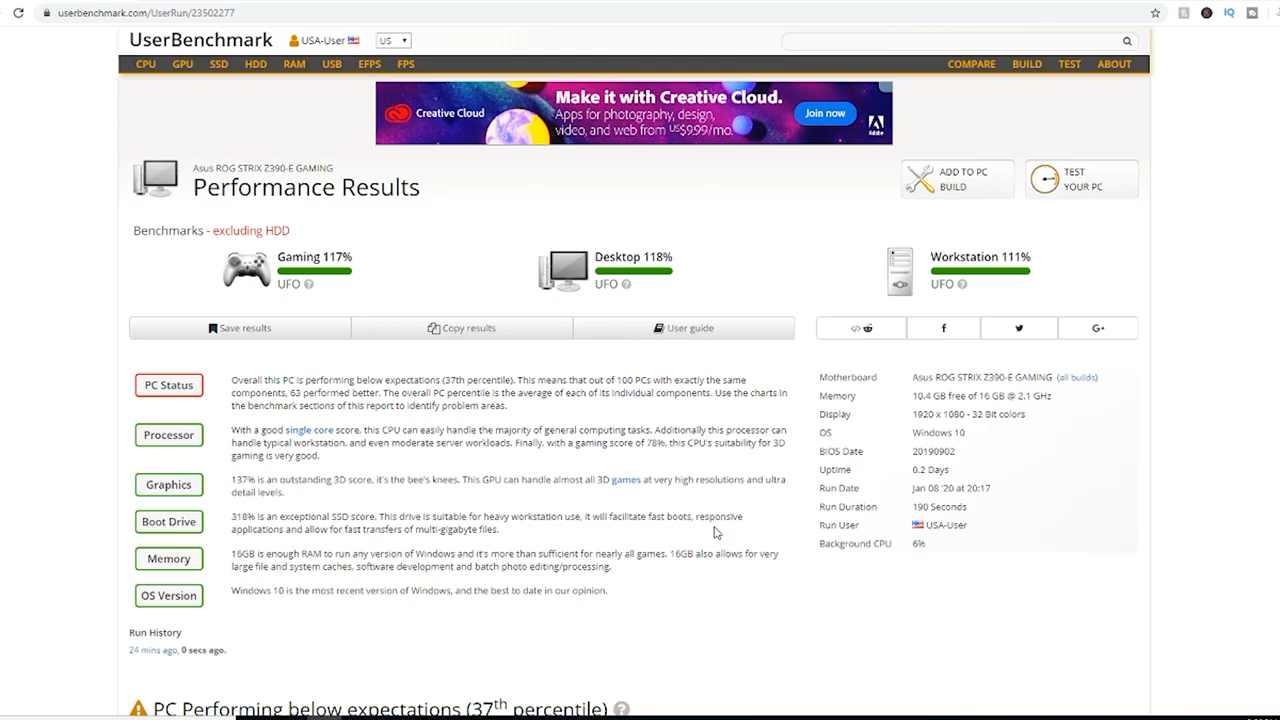 userbenchmark.com/UserRun/23502277
IQ
UserBenchmark USA-User US
CPU GPU SSD HDD RAM USB EFPS FPS COMPARE BUILD TEST ABOUT
Creative Cloud
Make it with Creative Cloud.
Apps for photography, design,
video, and web from US$9.99/mo.
Join now
Adobe
Asus ROG STRIX Z390-E GAMING
Performance Results
ADD TO PC
BUILD
TEST
YOUR PC
Benchmarks - excluding HDD
Gaming 117%
UFO ?
Desktop 118%
UFO ?
Workstation 111%
UFO ?
Save results Copy results User guide
</> f G+
PC Status
Overall this PC is performing below expectations (37th percentile). This means that out of 100 PCs with exactly the same
components, 63 performed better. The overall PC percentile is the average of each of its individual components. Use the charts in
the benchmark sections of this report to identify problem areas.
Processor
With a good single core score, this CPU can easily handle the majority of general computing tasks. Additionally this processor can
handle typical workstation, and even moderate server workloads. Finally, with a gaming score of 78%, this CPU's suitability for 3D
gaming is very good.
Graphics
137% is an outstanding 3D score, it's the bee's knees. This GPU can handle almost all 3D games at very high resolutions and ultra
detail levels.
Boot Drive
318% is an exceptional SSD score. This drive is suitable for heavy workstation use, it will facilitate fast boots, responsive
applications and allow for fast transfers of multi-gigabyte files.
Memory
16GB is enough RAM to run any version of Windows and it's more than sufficient for nearly all games. 16GB also allows for very
large file and system caches, software development and batch photo editing/processing.
OS Version
Windows 10 is the most recent version of Windows, and the best to date in our opinion.
Motherboard Asus ROG STRIX Z390-E GAMING (all builds)
Memory 10.4 GB free of 16 GB @ 2.1 GHz
Display 1920 x 1080 - 32 Bit colors
OS Windows 10
BIOS Date 20190902
Uptime 0.2 Days
Run Date Jan 08 '20 at 20:17
Run Duration 190 Seconds
Run User USA-User
Background CPU 6%
Run History
24 mins ago, 0 secs ago.
PC Performing below expectations (37th percentile) ?